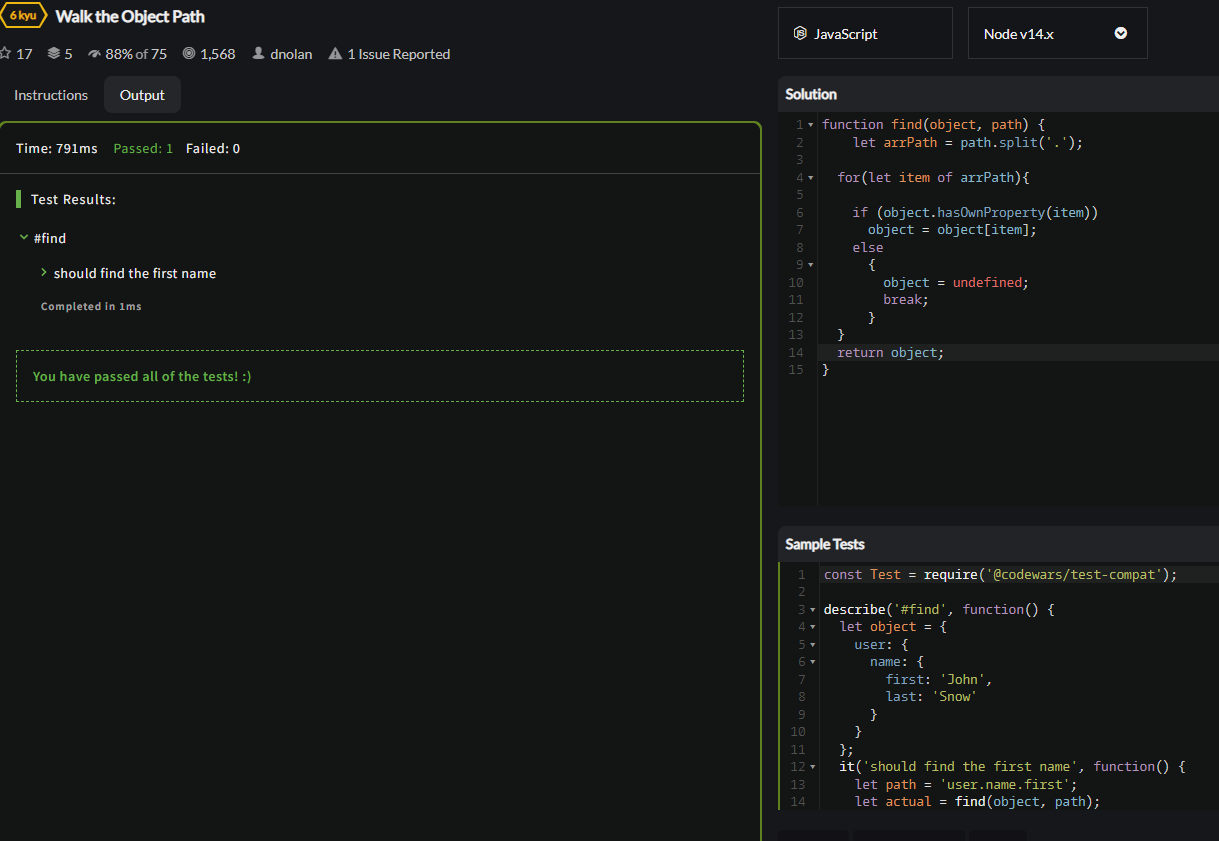 6 kyu Walk the Object Path
17 5 88% of 75 1,568 dnolan 1 Issue Reported
Instructions Output
Time: 791ms Passed: 1 Failed: 0
Test Results:
#find
should find the first name
Completed in 1ms
You have passed all of the tests! :)
JavaScript Node v14.x
Solution
1 function find(object, path) {
2     let arrPath = path.split('.');
3
4   for(let item of arrPath){
5
6     if (object.hasOwnProperty(item))
7       object = object[item];
8     else
9       {
10         object = undefined;
11         break;
12       }
13   }
14   return object;
15 }
Sample Tests
1 const Test = require('@codewars/test-compat');
2
3 describe('#find', function() {
4   let object = {
5     user: {
6       name: {
7         first: 'John',
8         last: 'Snow'
9       }
10     }
11   };
12   it('should find the first name', function() {
13     let path = 'user.name.first';
14     let actual = find(object, path);